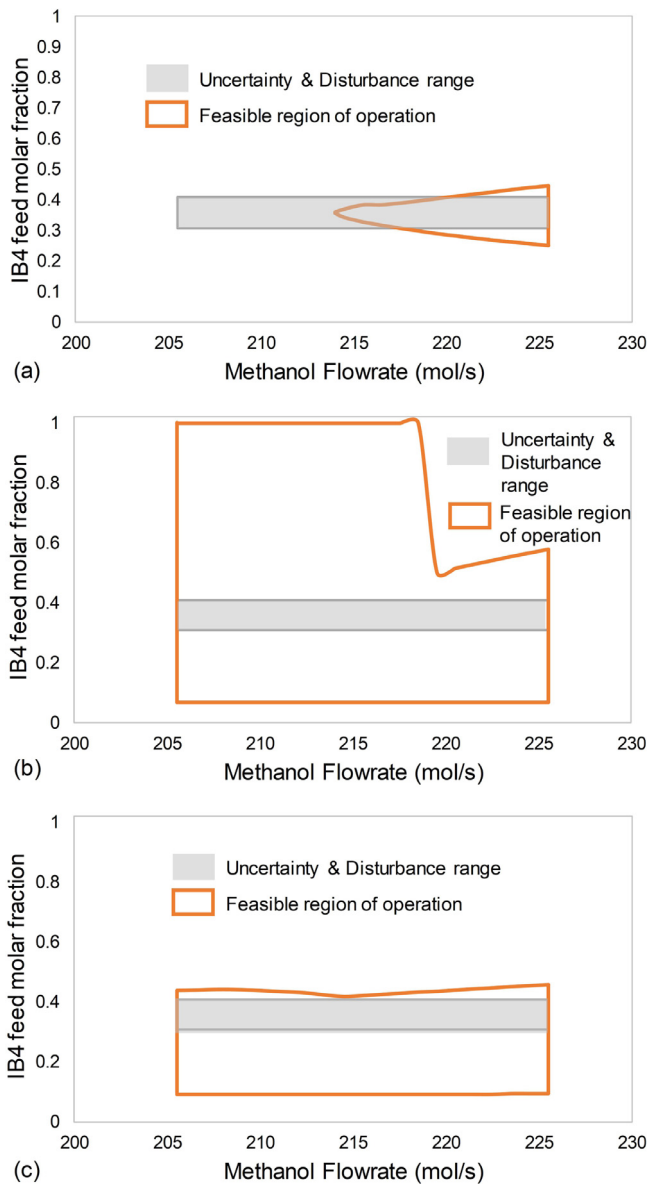 1
0.9
0.8
0.7
0.6
0.5
0.4
0.3
0.2
0.1
0
IB4 feed molar fraction
Uncertainty & Disturbance range
Feasible region of operation
200 205 210 215 220 225 230
Methanol Flowrate (mol/s)
(a)
1
0.8
0.6
0.4
0.2
0
IB4 feed molar fraction
Uncertainty &
Disturbance
range
Feasible region
of operation
200 205 210 215 220 225 230
Methanol Flowrate (mol/s)
(b)
1
0.8
0.6
0.4
0.2
0
IB4 feed molar fraction
Uncertainty & Disturbance range
Feasible region of operation
200 205 210 215 220 225 230
Methanol Flowrate (mol/s)
(c)